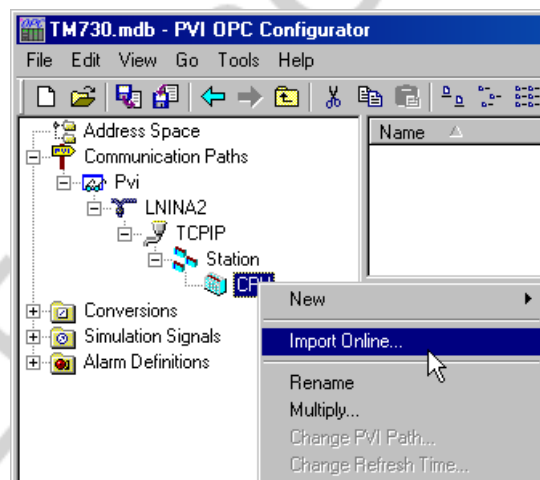 TM730.mdb - PVI OPC Configurator
File Edit View Go Tools Help
Address Space
Name
Communication Paths
Pvi
LNINA2
TCPIP
Station
CPU
New
Conversions
Import Online...
Simulation Signals
Alarm Definitions
Rename
Multiply...
Change PVI Path...
Change Refresh Time...